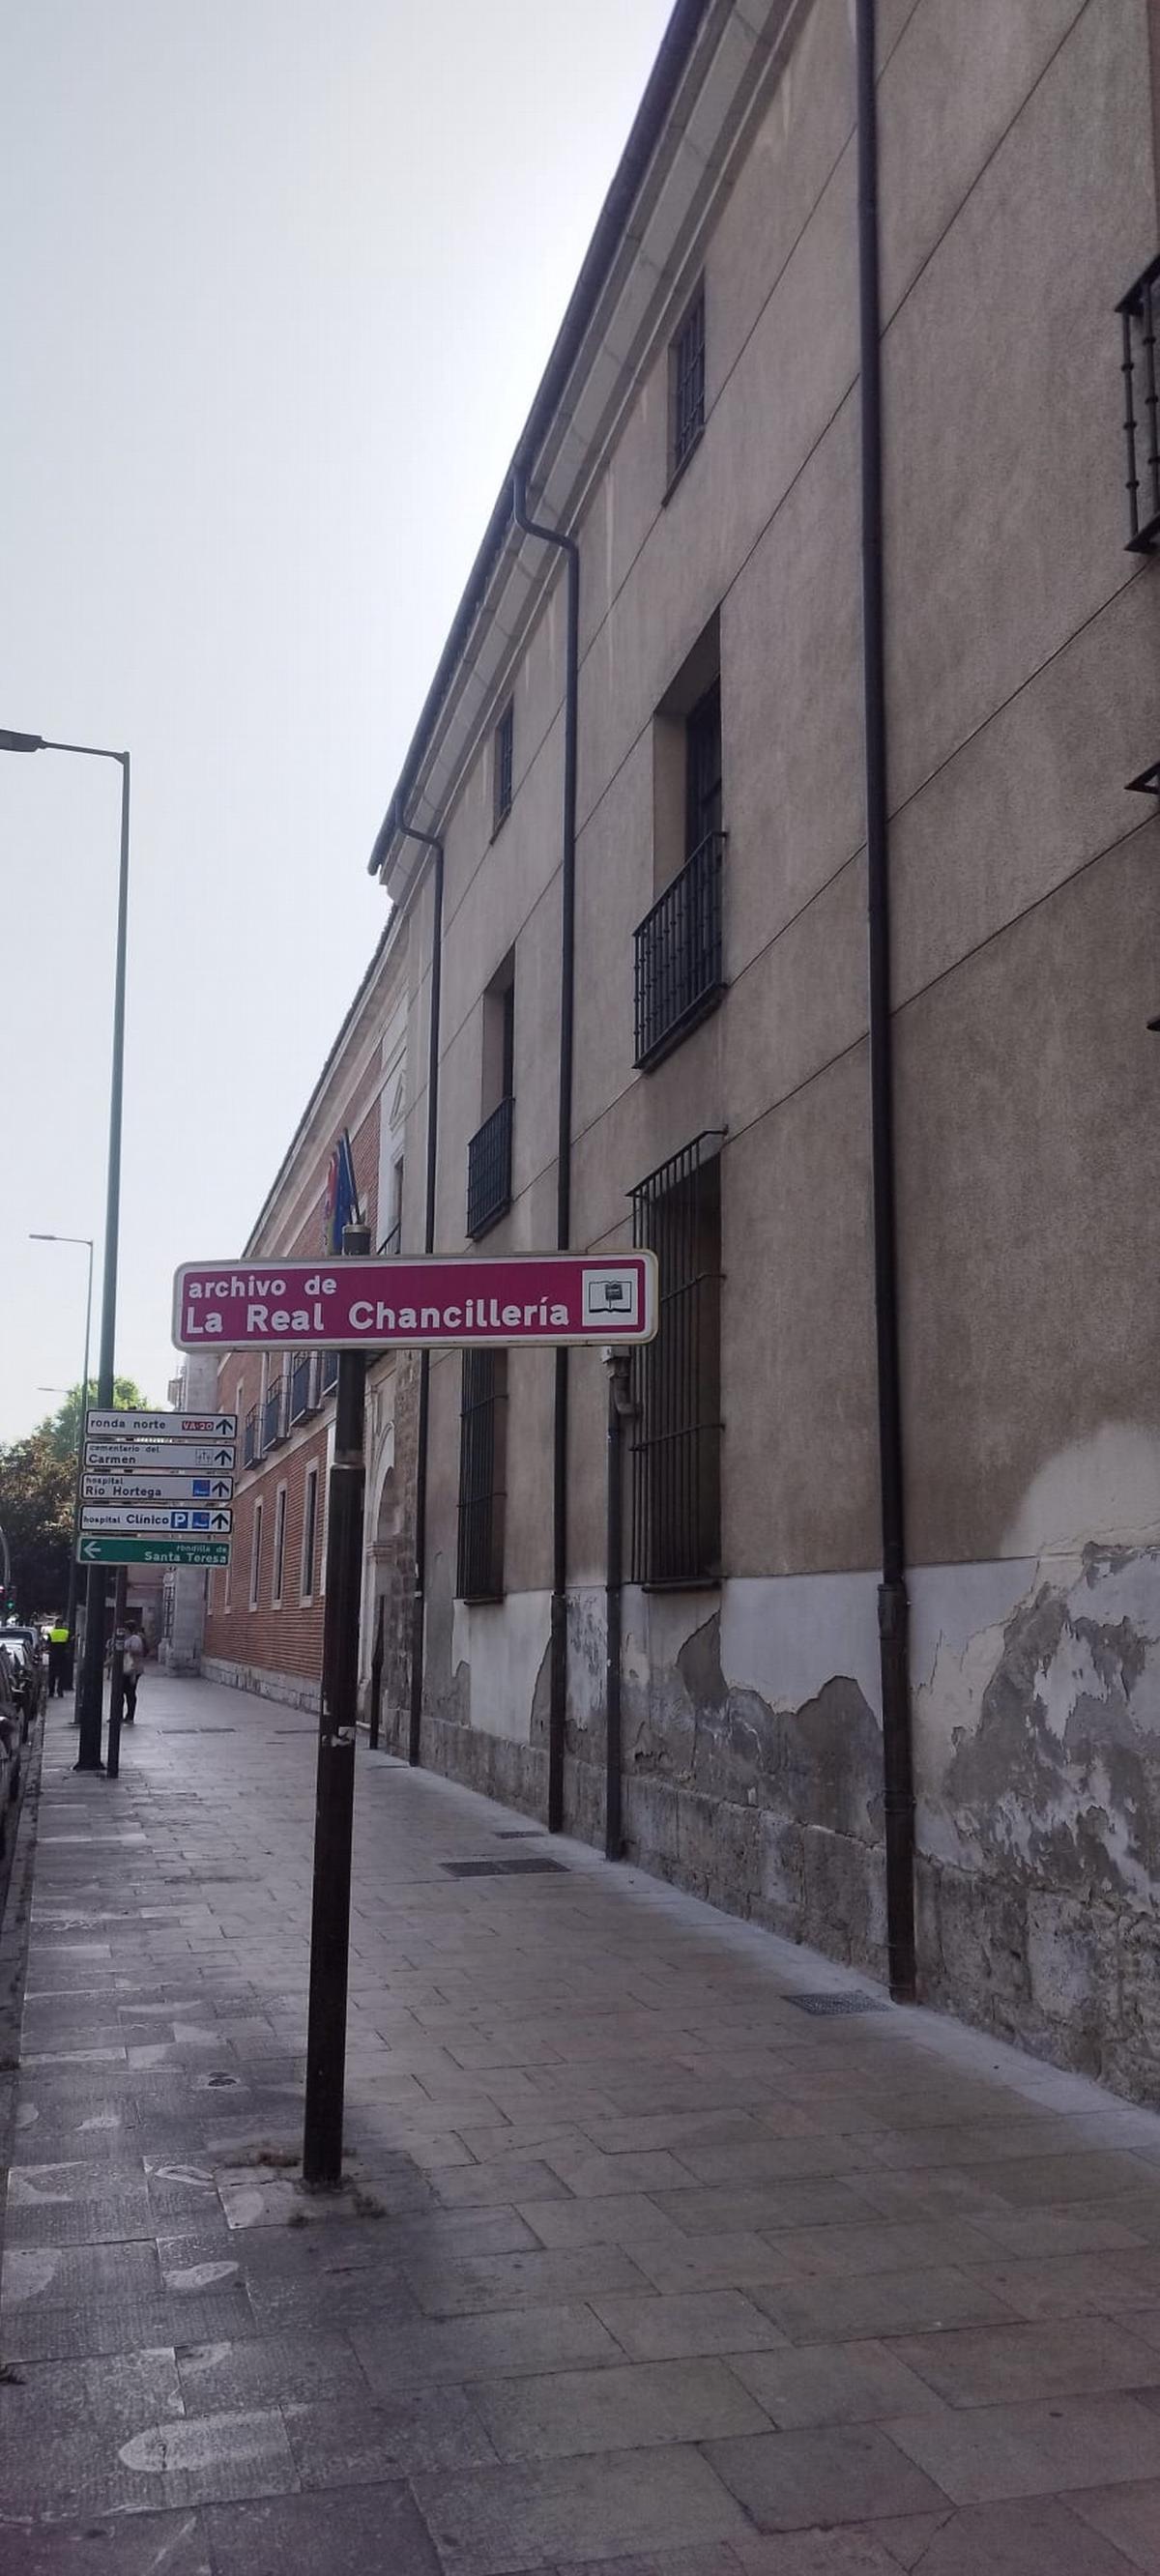 archivo de
La Real Chancillería
ronda norte VA-20
cementerio del
Carmen
hospital
Río Hortega
hospital Clínico P
rondilla de
Santa Teresa